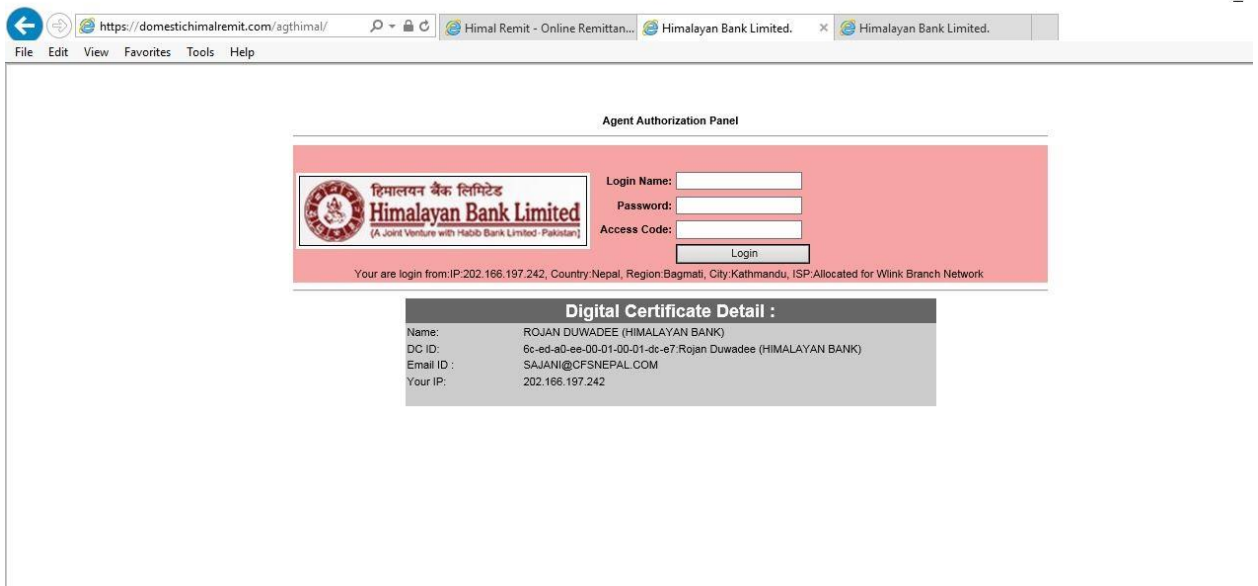 https://domestichimalremit.com/agthimal/
Himal Remit - Online Remittan...
Himalayan Bank Limited.
Himalayan Bank Limited.
File Edit View Favorites Tools Help
Agent Authorization Panel
हिमालयन बैंक लिमिटेड
Himalayan Bank Limited
(A Joint Venture with Habib Bank Limited - Pakistan)
Login Name:
Password:
Access Code:
Login
Your are login from:IP:202.166.197.242, Country:Nepal, Region:Bagmati, City:Kathmandu, ISP:Allocated for Wlink Branch Network
Digital Certificate Detail :
Name: ROJAN DUWADEE (HIMALAYAN BANK)
DC ID: 6c-ed-a0-ee-00-01-00-01-dc-e7:Rojan Duwadee (HIMALAYAN BANK)
Email ID : SAJANI@CFSNEPAL.COM
Your IP: 202.166.197.242